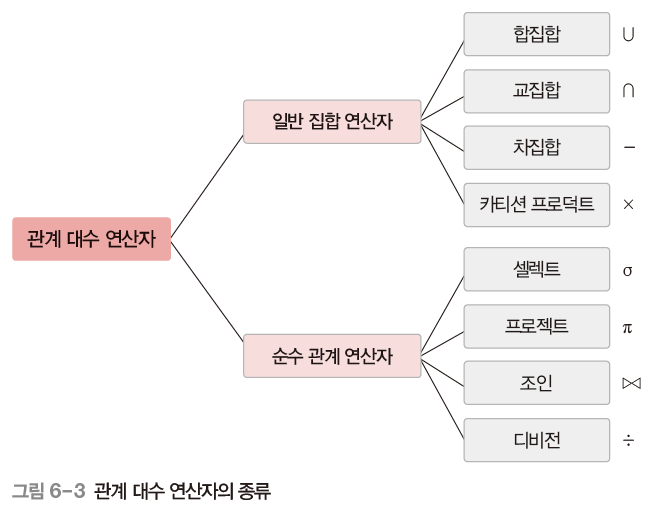 합집합 ∪
교집합 ∩
일반 집합 연산자
차집합 −
카티션 프로덕트 ×
관계 대수 연산자
셀렉트 σ
프로젝트 π
순수 관계 연산자
조인 ⋈
디비전 ÷
그림 6-3 관계 대수 연산자의 종류